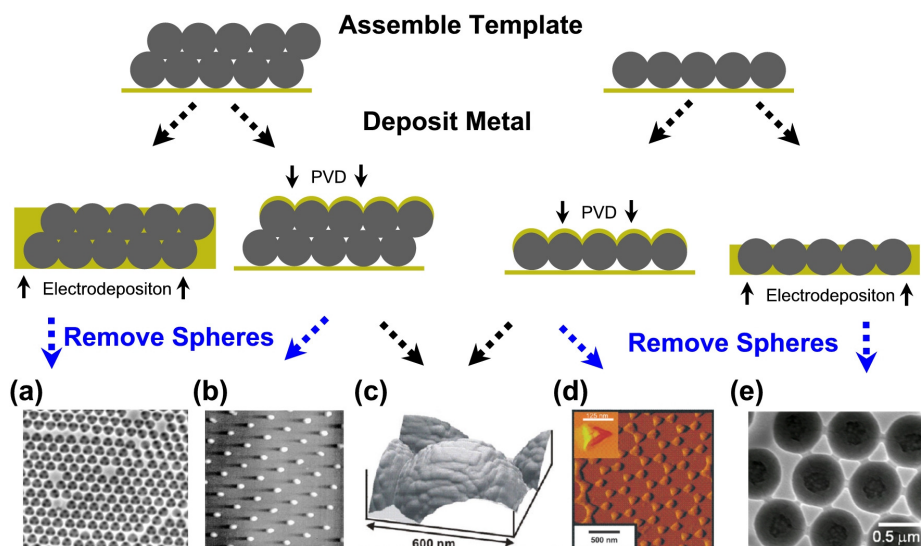 Assemble Template
Deposit Metal
PVD
PVD
Electrodepositon
Electrodepositon
Remove Spheres
Remove Spheres
(a)
(b)
(c)
(d)
(e)
125 nm
600 nm
500 nm
0.5 µm